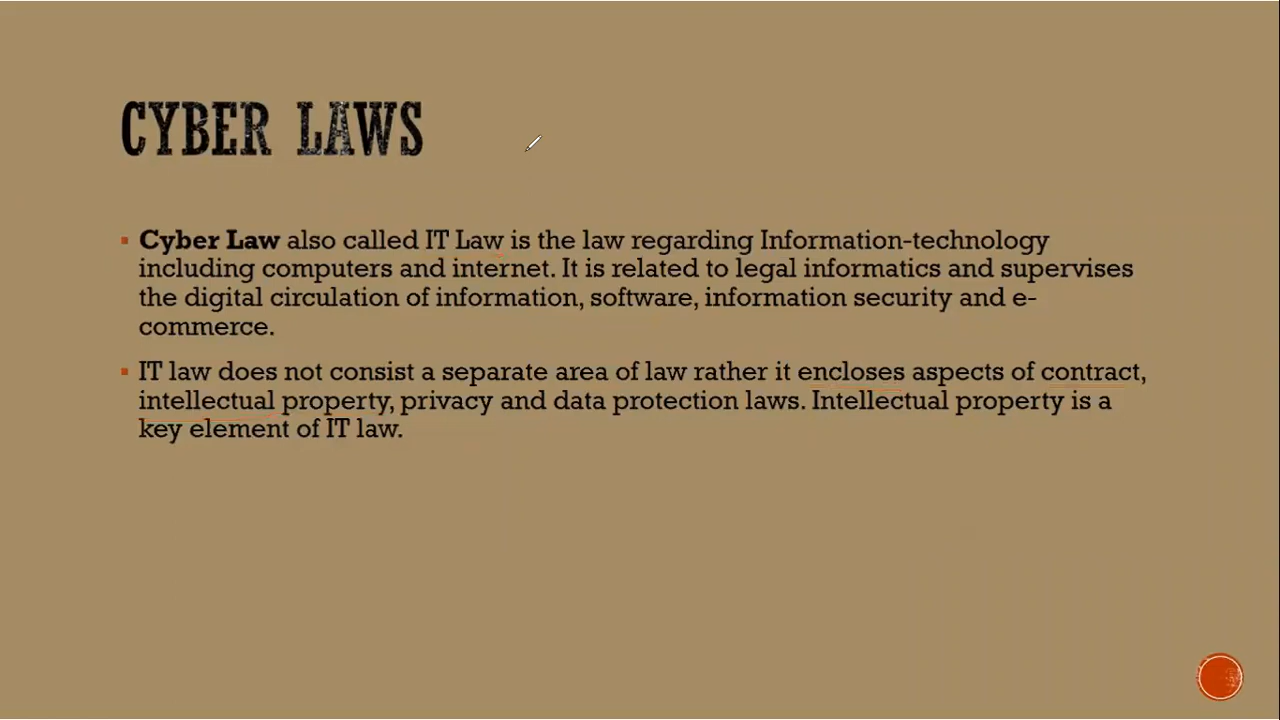 CYBER LAWS
Cyber Law also called IT Law is the law regarding Information-technology
including computers and internet. It is related to legal informatics and supervises
the digital circulation of information, software, information security and e-
commerce.
IT law does not consist a separate area of law rather it encloses aspects of contract,
intellectual property, privacy and data protection laws. Intellectual property is a
key element of IT law.